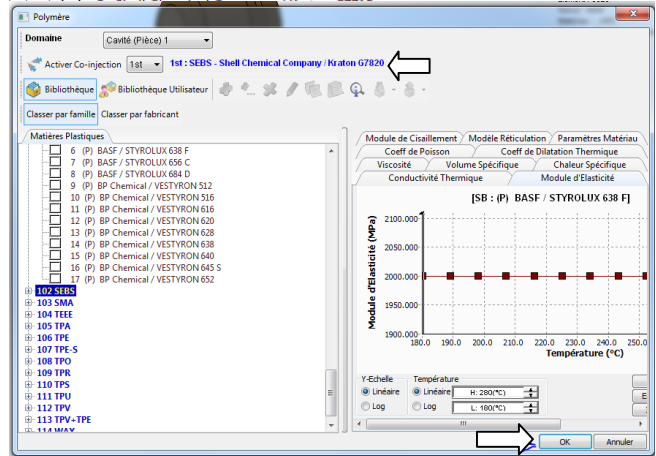 Polymère
Domaine
Cavité (Pièce) 1
Activer Co-injection 1st 1st : SEBS - Shell Chemical Company / Kraton G7820
Bibliothèque Bibliothèque Utilisateur
Classer par famille Classer par fabricant
Matières Plastiques
6 (P) BASF / STYROLUX 638 F
7 (P) BASF / STYROLUX 656 C
8 (P) BASF / STYROLUX 684 D
9 (P) BP Chemical / VESTYRON 512
10 (P) BP Chemical / VESTYRON 516
11 (P) BP Chemical / VESTYRON 616
12 (P) BP Chemical / VESTYRON 620
13 (P) BP Chemical / VESTYRON 628
14 (P) BP Chemical / VESTYRON 638
15 (P) BP Chemical / VESTYRON 640
16 (P) BP Chemical / VESTYRON 645 S
17 (P) BP Chemical / VESTYRON 652
102 SEBS
103 SMA
104 TEEE
105 TPA
106 TPE
107 TPE-S
108 TPO
109 TPR
110 TPS
111 TPU
112 TPV
113 TPV+TPE
114 WAX
Module de Cisaillement Modèle Réticulation Paramètres Matériau
Coeff de Poisson Coeff de Dilatation Thermique
Viscosité Volume Spécifique Chaleur Spécifique
Conductivité Thermique Module d'Elasticité
[SB : (P) BASF / STYROLUX 638 F]
Module d'Elasticité (MPa)
2100.000
2050.000
2000.000
1950.000
1900.000
180.0 190.0 200.0 210.0 220.0 230.0 240.0 250.0
Température (°C)
Y-Echelle Température
Linéaire Linéaire H: 280(°C)
Log Log L: 180(°C)
OK Annuler